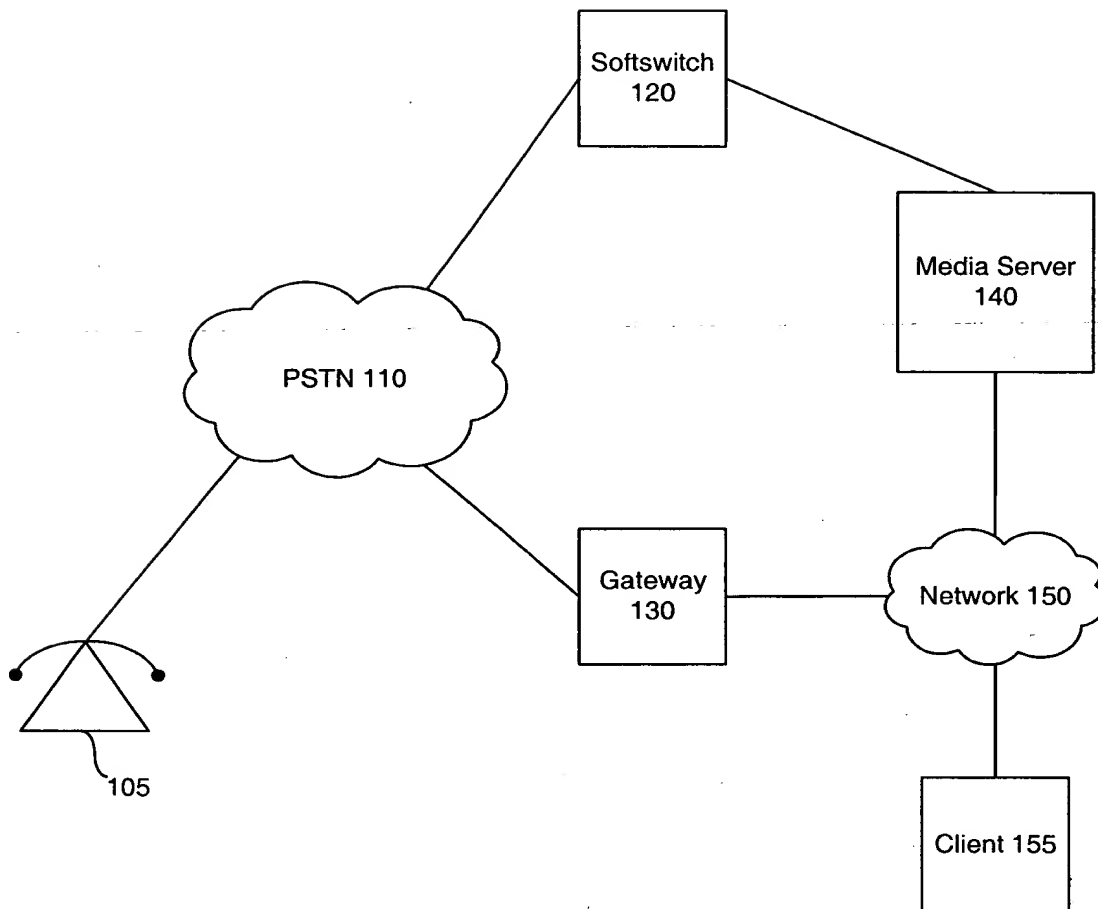 Softswitch
120
Media Server
140
PSTN 110
Gateway
130
Network 150
105
Client 155